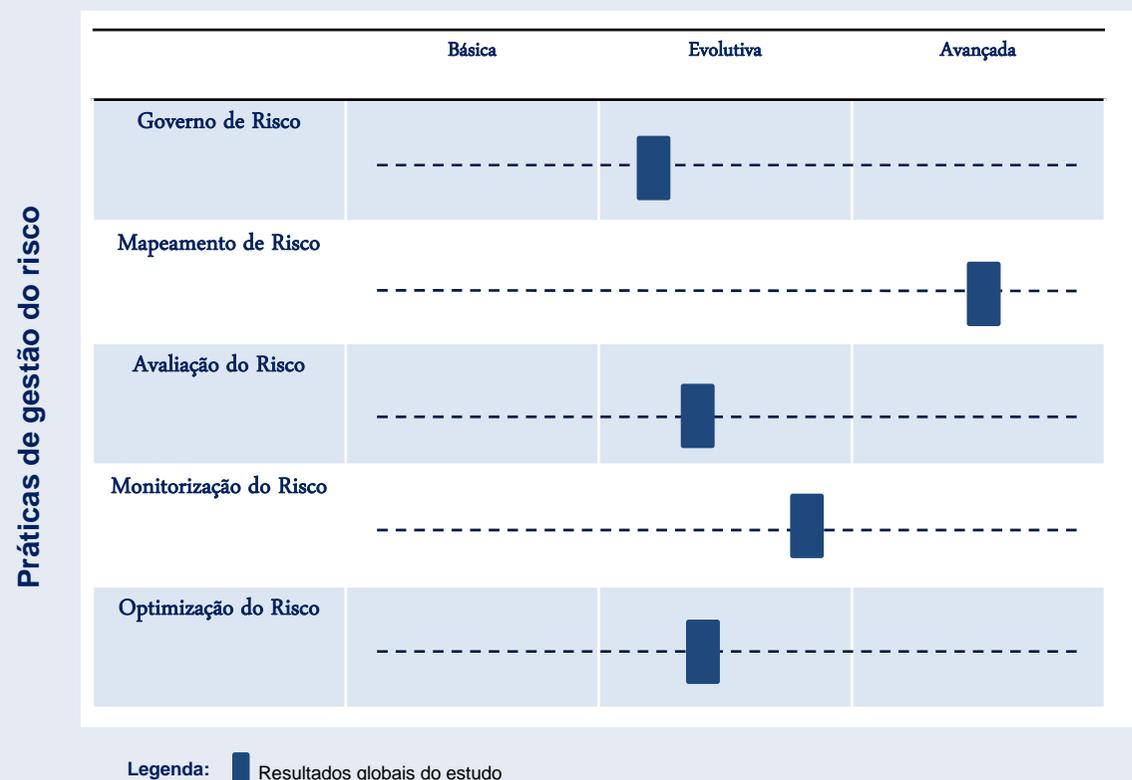 Básica Evolutiva Avançada
Governo de Risco
Mapeamento de Risco
Avaliação do Risco
Monitorização do Risco
Optimização do Risco
Práticas de gestão do risco
Legenda: Resultados globais do estudo